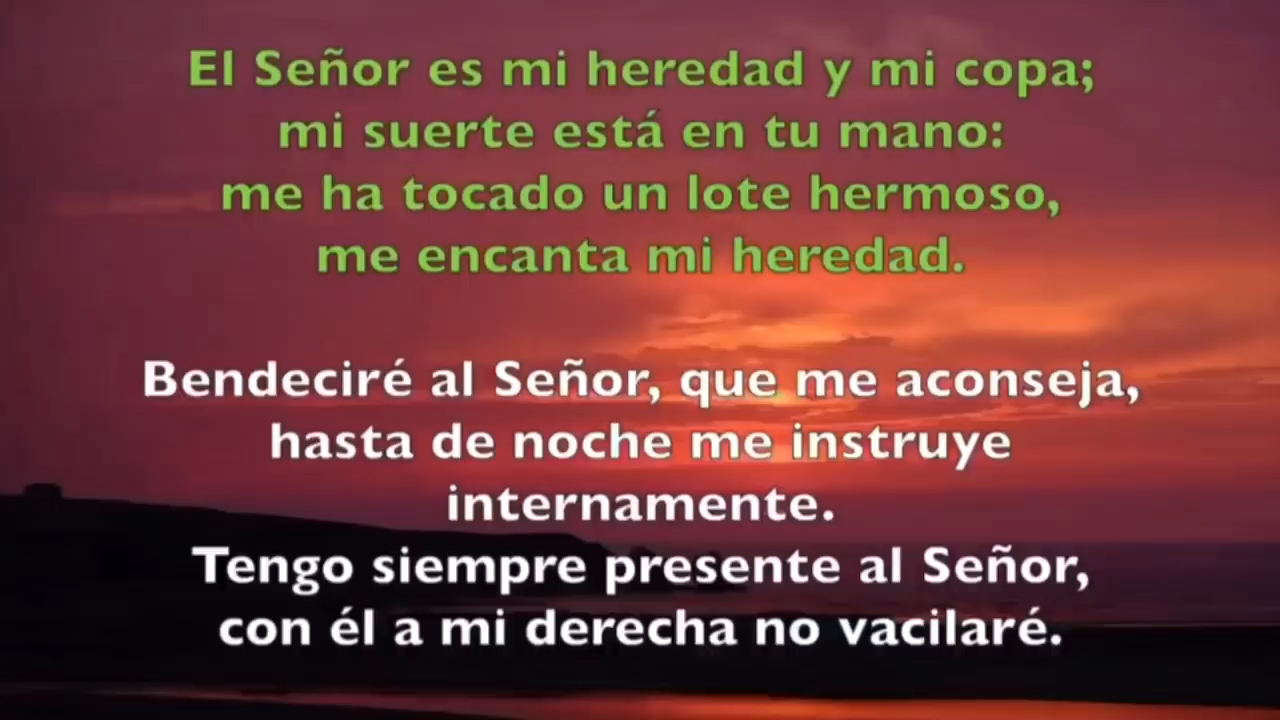 El Señor es mi heredad y mi copa;
mi suerte está en tu mano:
me ha tocado un lote hermoso,
me encanta mi heredad.
Bendeciré al Señor, que me aconseja,
hasta de noche me instruye
internamente.
Tengo siempre presente al Señor,
con él a mi derecha no vacilaré.